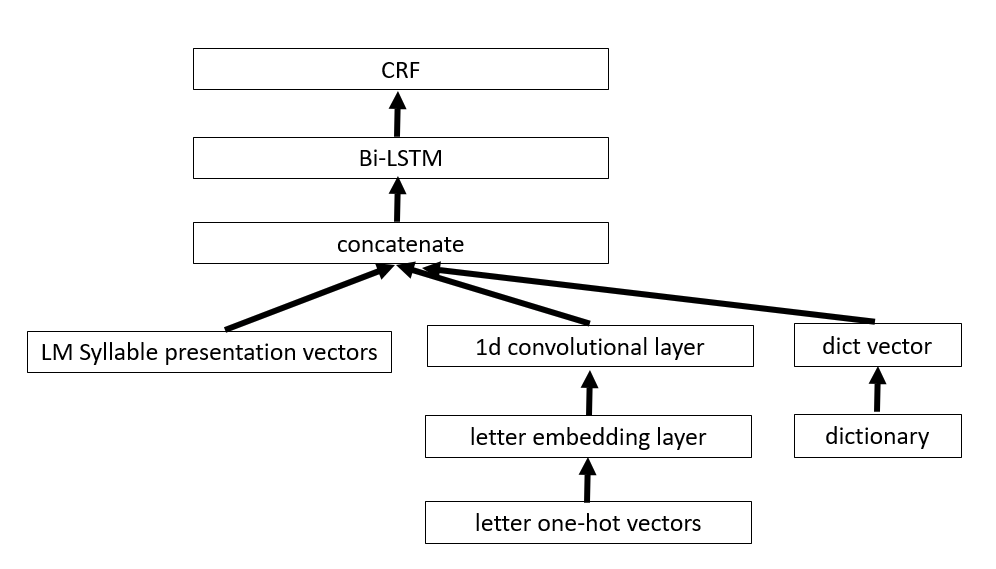 CRF
Bi-LSTM
concatenate
LM Syllable presentation vectors
1d convolutional layer
dict vector
letter embedding layer
dictionary
letter one-hot vectors